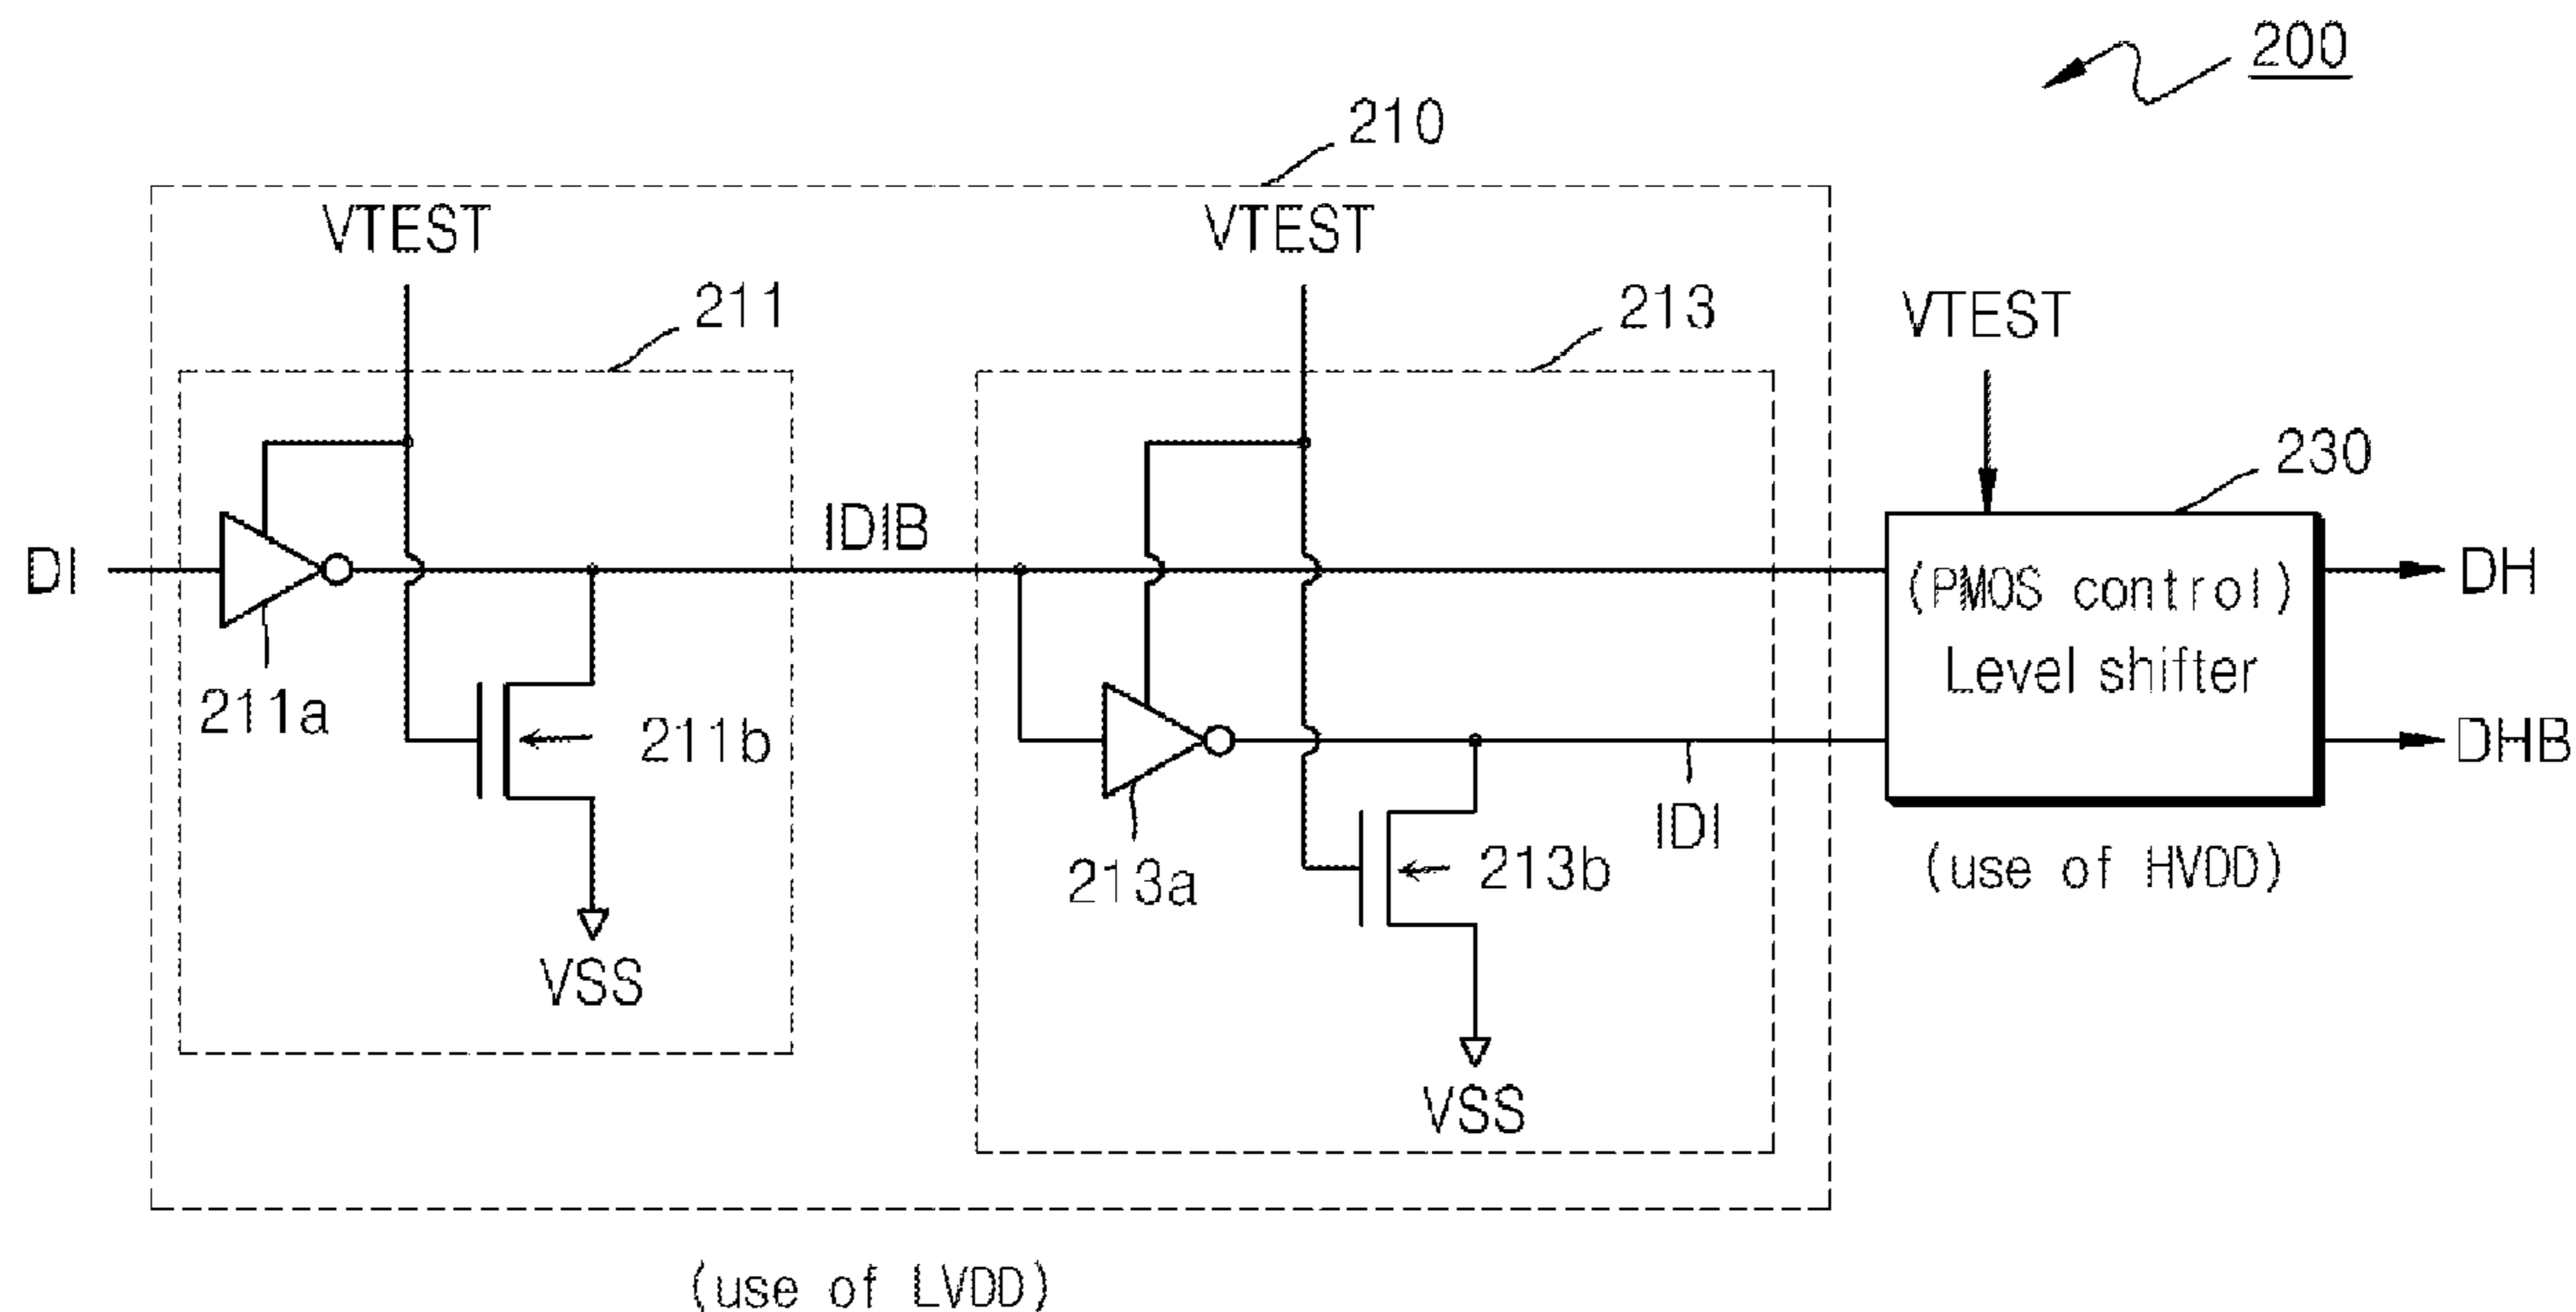 200
210
VTEST
VTEST
211
213
VTEST
230
DI
IDIB
(PMOS control)
Level shifter
DH
DHB
211a
211b
213a
213b
IDI
(use of HVDD)
VSS
VSS
(use of LVDD)